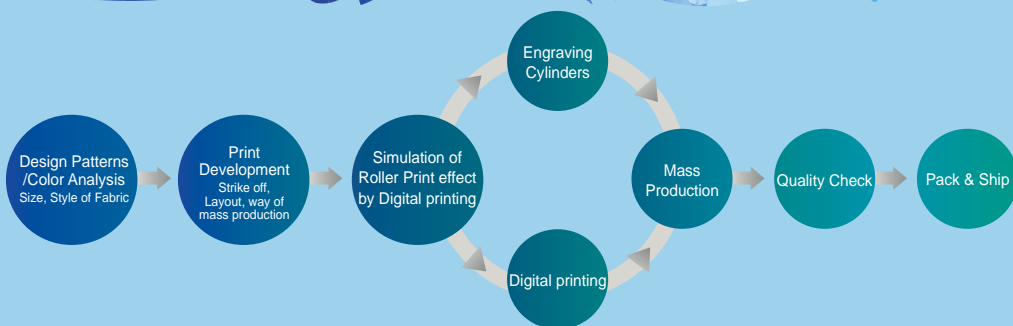 Design Patterns
/Color Analysis
Size, Style of Fabric
Print
Development
Strike off,
Layout, way of
mass production
Simulation of
Roller Print effect
by Digital printing
Engraving
Cylinders
Digital printing
Mass
Production
Quality Check
Pack & Ship